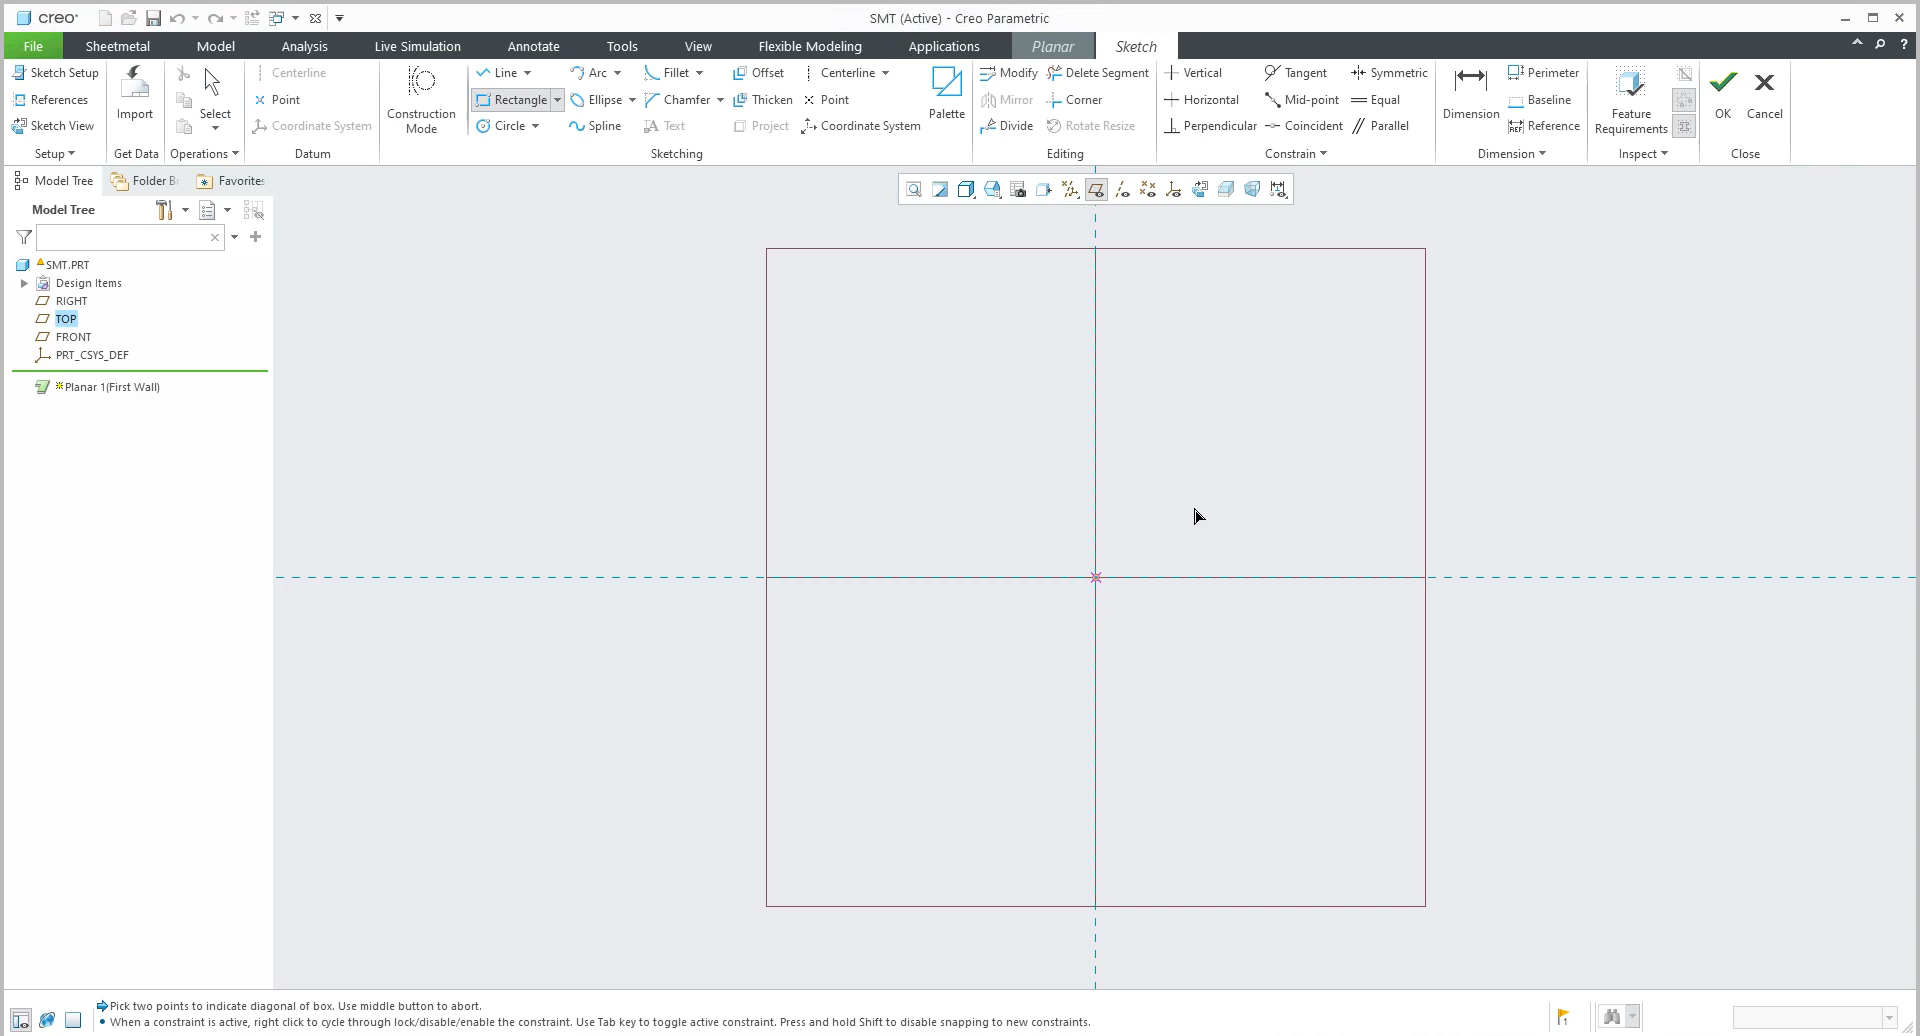 creo®
SMT (Active) - Creo Parametric
File
Sheetmetal
Model
Analysis
Live Simulation
Annotate
Tools
View
Flexible Modeling
Applications
Planar
Sketch
?
Sketch Setup
References
Sketch View
Setup
Import
Get Data
Select
Operations
Centerline
Point
Coordinate System
Datum
Construction
Mode
Line
Rectangle
Circle
Arc
Ellipse
Spline
Fillet
Chamfer
Text
Offset
Thicken
Project
Centerline
Point
Coordinate System
Palette
Sketching
Modify
Mirror
Divide
Delete Segment
Corner
Rotate Resize
Editing
Vertical
Horizontal
Perpendicular
Tangent
Mid-point
Coincident
Symmetric
Equal
Parallel
Constrain
Dimension
Perimeter
Baseline
REF
Reference
Dimension
Feature
Requirements
Inspect
OK
Cancel
Close
Model Tree
Folder B
Favorites
Model Tree
SMT.PRT
Design Items
RIGHT
TOP
FRONT
PRT_CSYS_DEF
Planar 1(First Wall)
Pick two points to indicate diagonal of box. Use middle button to abort.
• When a constraint is active, right click to cycle through lock/disable/enable the constraint. Use Tab key to toggle active constraint. Press and hold Shift to disable snapping to new constraints.